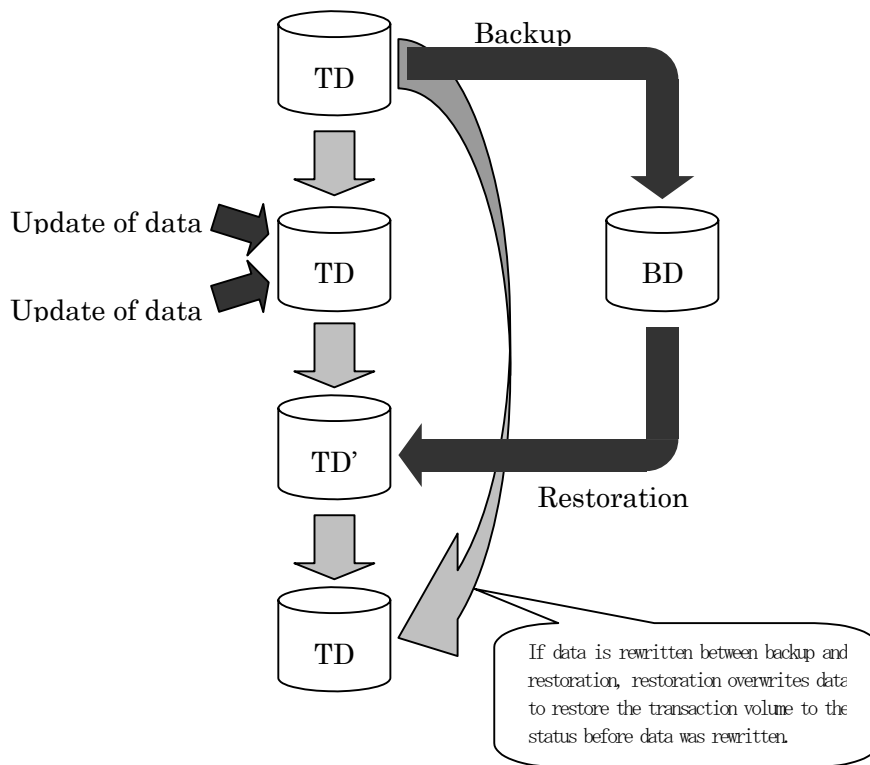 Backup
TD
Update of data
TD
BD
Update of data
TD’
Restoration
TD
If data is rewritten between backup and
restoration, restoration overwrites data
to restore the transaction volume to the
status before data was rewritten.